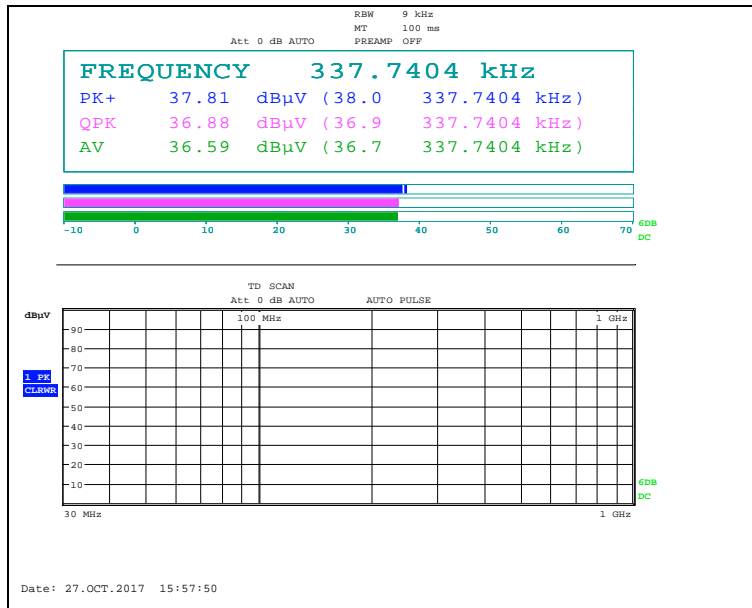 RBW 9 kHz
MT 100 ms
Att 0 dB AUTO PREAMP OFF
FREQUENCY 337.7404 kHz
PK+ 37.81 dBµV (38.0 337.7404 kHz)
QPK 36.88 dBµV (36.9 337.7404 kHz)
AV 36.59 dBµV (36.7 337.7404 kHz)
-10 0 10 20 30 40 50 60 70
6DB
DC
TD SCAN
Att 0 dB AUTO AUTO PULSE
dBµV
100 MHz 1 GHz
90
80
70
1 PK
CLRWR
60
50
40
30
20
10
6DB
DC
30 MHz 1 GHz
Date: 27.OCT.2017 15:57:50